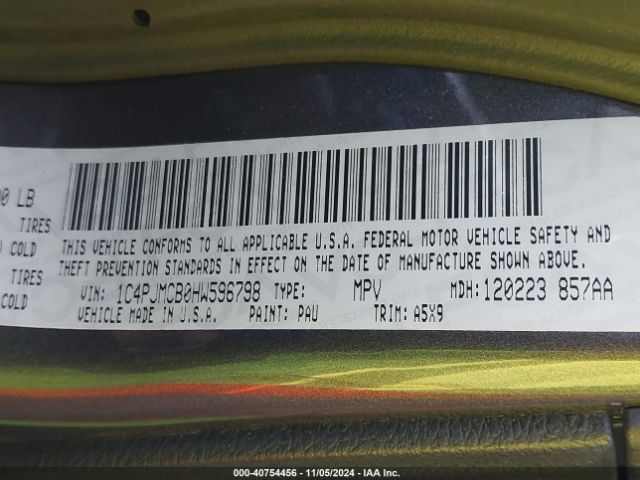 00 LB
TIRES
COLD
TIRES
COLD
THIS VEHICLE CONFORMS TO ALL APPLICABLE U.S.A. FEDERAL MOTOR VEHICLE SAFETY AND
THEFT PREVENTION STANDARDS IN EFFECT ON THE DATE OF MANUFACTURE SHOWN ABOVE.
VIN: 1C4PJMCB0HW596798 TYPE: MPV MDH: 120223 857AA
VEHICLE MADE IN U.S.A. PAINT: PAU TRIM: A5X9
000-40754456 - 11/05/2024 - IAA Inc.